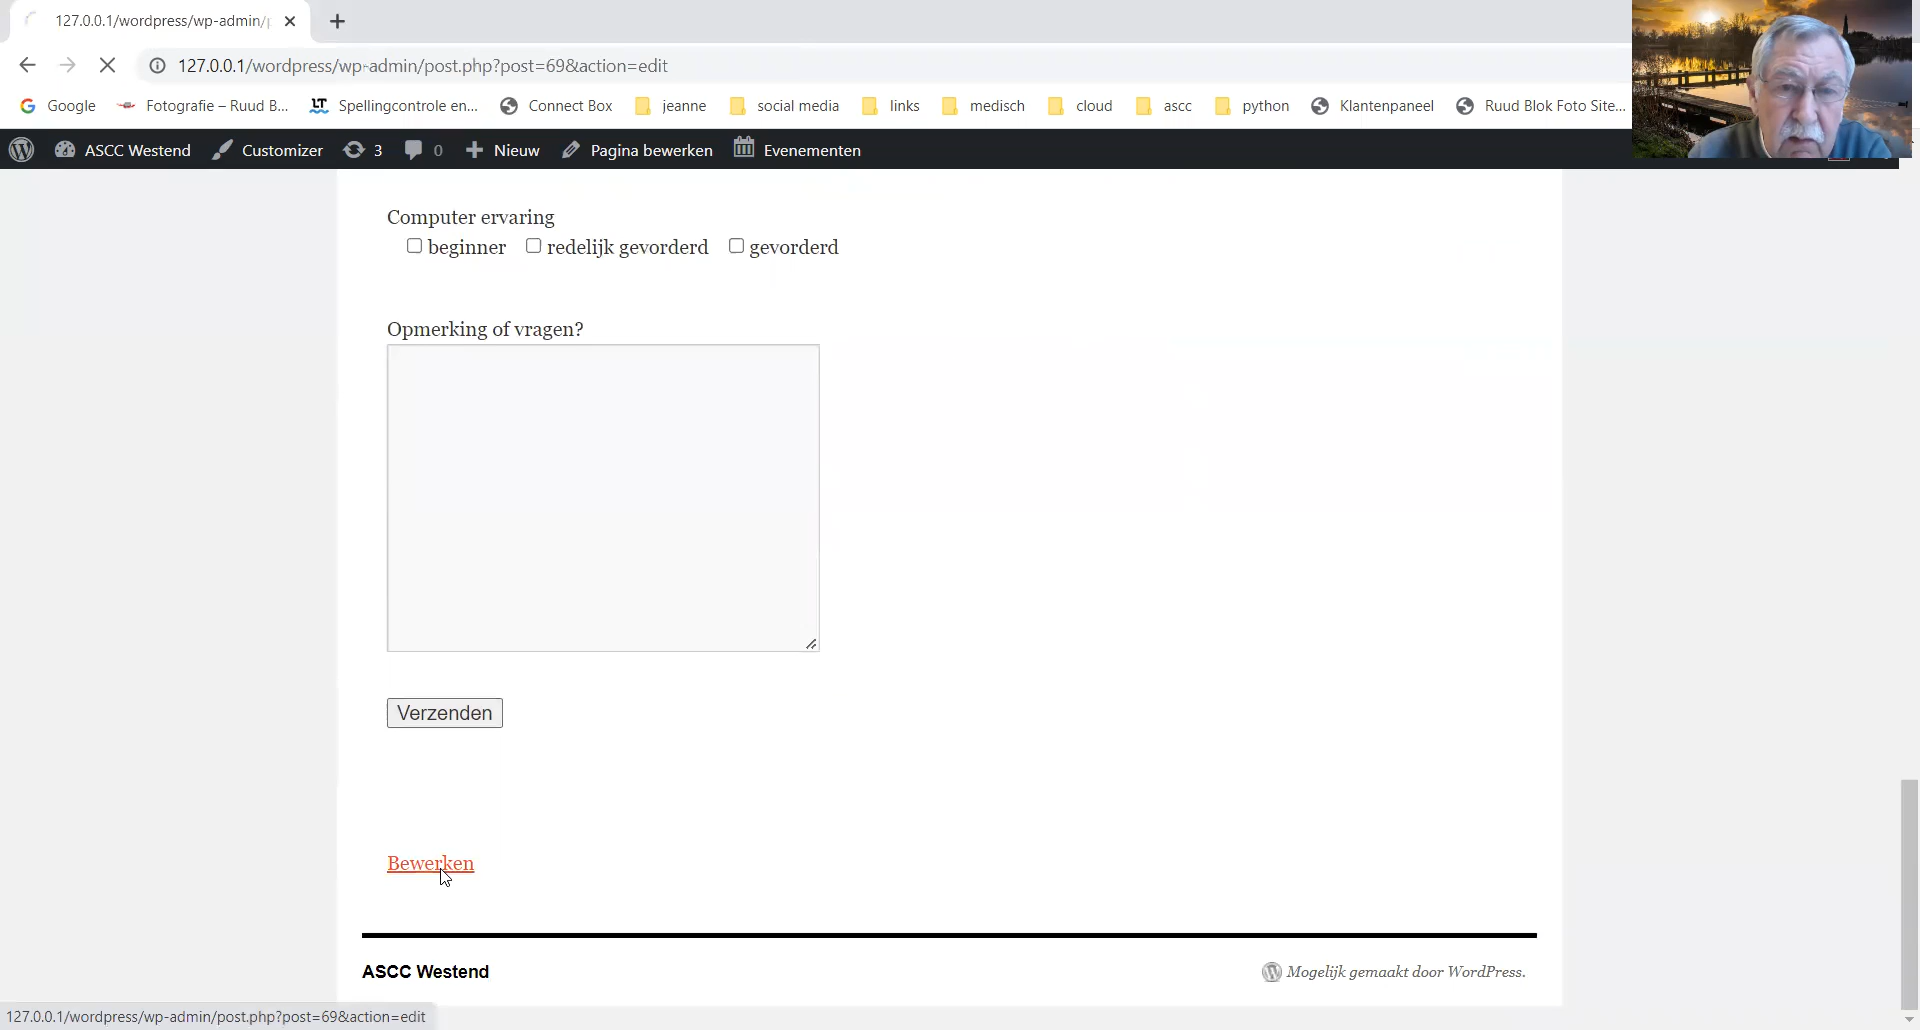 127.0.0.1/wordpress/wp-admin/p
127.0.0.1/wordpress/wp-admin/post.php?post=69&action=edit
Google Fotografie – Ruud B... Spellingcontrole en... Connect Box jeanne social media links medisch cloud ascc python Klantenpaneel Ruud Blok Foto Site...
ASCC Westend Customizer 3 0 Nieuw Pagina bewerken Evenementen
Computer ervaring
beginner redelijk gevorderd gevorderd
Opmerking of vragen?
Verzenden
Bewerken
ASCC Westend
Mogelijk gemaakt door WordPress.
127.0.0.1/wordpress/wp-admin/post.php?post=69&action=edit